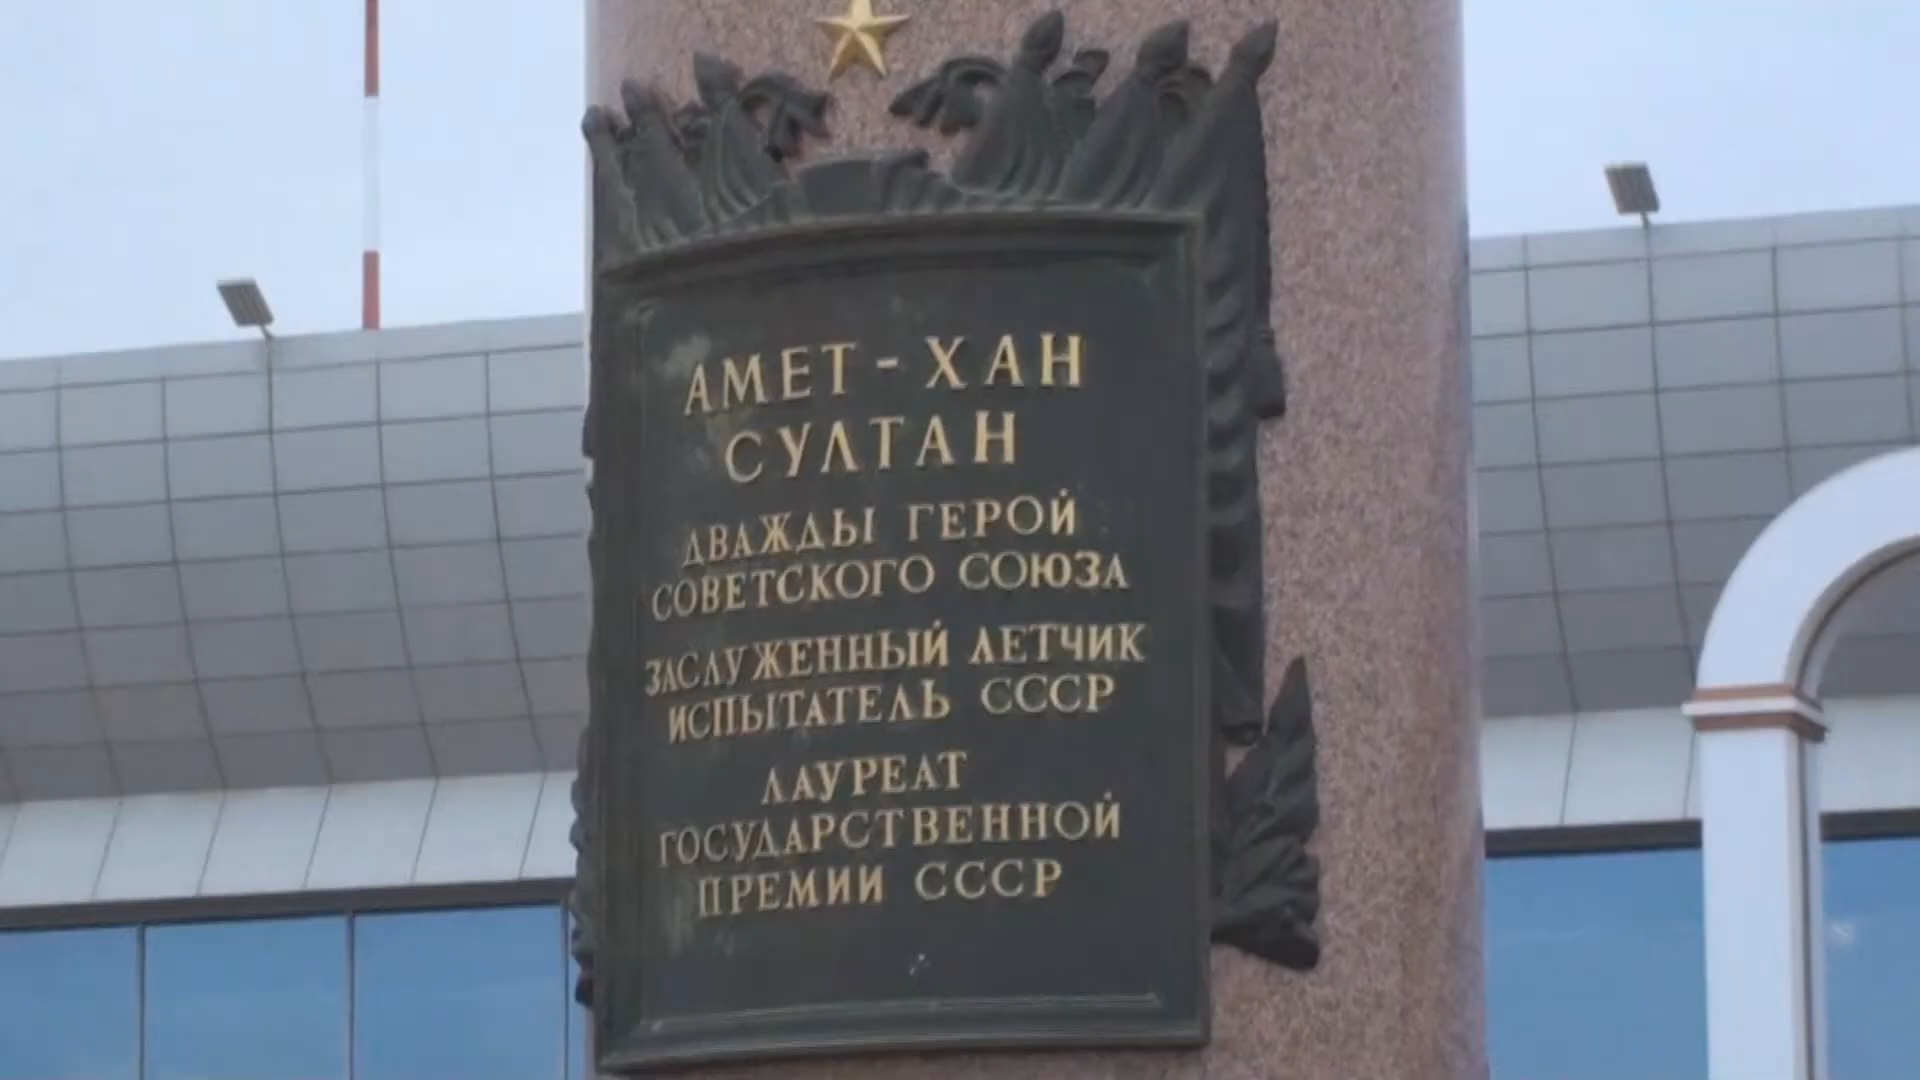 АМЕТ-ХАН
СУЛТАН
ДВАЖДЫ ГЕРОЙ
СОВЕТСКОГО СОЮЗА
ЗАСЛУЖЕННЫЙ ЛЕТЧИК
ИСПЫТАТЕЛЬ СССР
ЛАУРЕАТ
ГОСУДАРСТВЕННОЙ
ПРЕМИИ СССР